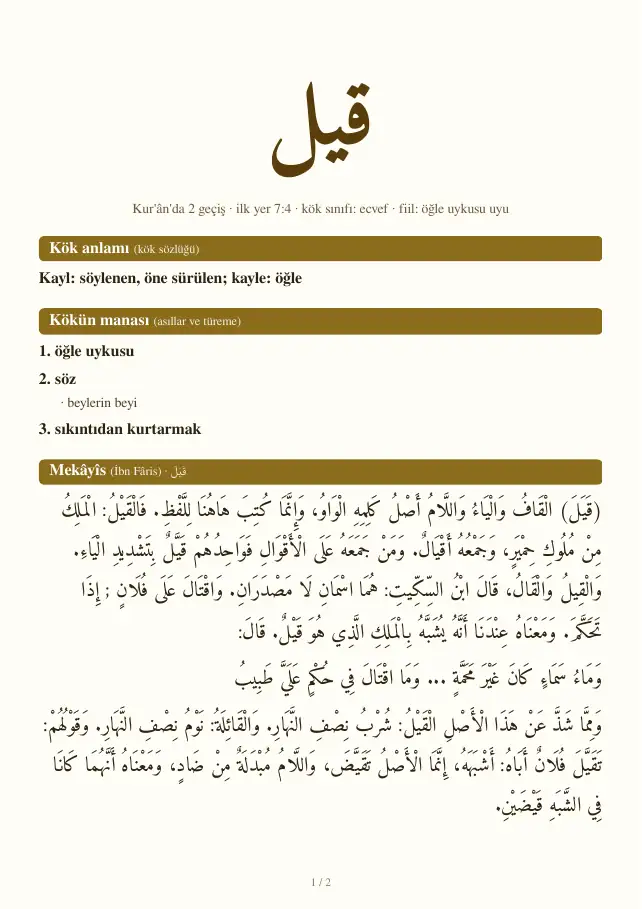 قيل
Kur'ân'da 2 geçiş · ilk yer 7:4 · kök sınıfı: ecvef · fiil: öğle uykusu uyu
Kök anlamı (kök sözlüğü)
Kayl: söylenen, öne sürülen; kayle: öğle
Kökün manası (asıllar ve türeme)
1. öğle uykusu
2. söz
· beylerin beyi
3. sıkıntıdan kurtarmak
Mekâyîs (İbn Fâris) · قَيَلَ
(قَيَلَ) الْقَافُ وَالْيَاءُ وَاللَّامُ أَصْلُ كَلِمِهِ الْوَاوُ، وَإِنَّمَا كُتِبَ هَاهُنَا لِلَّفْظِ. فَالْقَيْلُ: الْمَلِكُ
مِنْ مُلُوكِ حِمْيَرٍ، وَجَمْعُهُ أَقْيَالٌ. وَمَنْ جَمَعَهُ عَلَى الْأَقْوَالِ فَوَاحِدُهُمْ قَيَّلٌ بِتَشْدِيدِ الْيَاءِ.
وَالْقِيلُ وَالْقَالُ، قَالَ ابْنُ السِّكِّيتِ: هُمَا اسْمَانِ لَا مَصْدَرَانِ. وَاقْتَالَ عَلَى فُلَانٍ ; إِذَا
تَحَكَّمَ. وَمَعْنَاهُ عِنْدَنَا أَنَّهُ يُشَبَّهُ بِالْمَلِكِ الَّذِي هُوَ قَيْلٌ. قَالَ:
وَمَاءُ سَمَاءٍ كَانَ غَيْرَ مَحَمَّةٍ ... وَمَا اقْتَالَ فِي حُكْمٍ عَلَيَّ طَبِيبُ
وَمِمَّا شَذَّ عَنْ هَذَا الْأَصْلِ الْقَيْلُ: شُرْبُ نِصْفِ النَّهَارِ. وَالْقَائِلَةُ: نَوْمُ نِصْفِ النَّهَارِ. وَقَوْلُهُمْ:
تَقَيَّلَ فُلَانٌ أَبَاهُ: أَشْبَهَهُ، إِنَّمَا الْأَصْلُ تَقَيَّضَ، وَاللَّامُ مُبْدَلَةٌ مِنْ ضَادٍ، وَمَعْنَاهُ أَنَّهُمَا كَانَا
فِي الشَّبَهِ قَيْضَيْنِ.
1 / 2